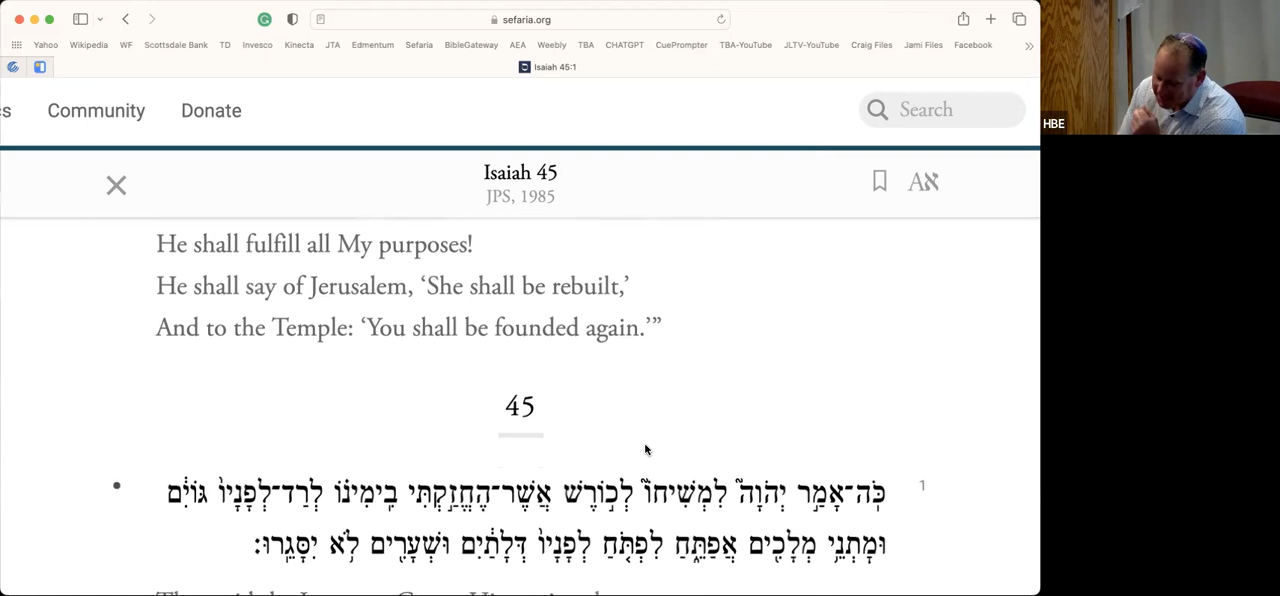 sefaria.org
Yahoo Wikipedia WF Scottsdale Bank TD Invesco Kinecta JTA Edmentum Sefaria BibleGateway AEA Weebly TBA CHATGPT CuePrompter TBA-YouTube JLTV-YouTube Craig Files Jami Files Facebook
Isaiah 45:1
Community Donate Search
HBE
Isaiah 45
JPS, 1985
He shall fulfill all My purposes!
He shall say of Jerusalem, ‘She shall be rebuilt,’
And to the Temple: ‘You shall be founded again.’”
45
1
כֹּה־אָמַ֣ר יְהֹוָה֮ לִמְשִׁיחוֹ֮ לְכ֣וֹרֶשׁ אֲשֶׁר־הֶחֱזַ֣קְתִּי בִֽימִינ֗וֹ לְרַד־לְפָנָיו֙ גּוֹיִ֔ם
וּמׇתְנֵ֥י מְלָכִ֖ים אֲפַתֵּ֑חַ לִפְתֹּ֤חַ לְפָנָיו֙ דְּלָתַ֔יִם וּשְׁעָרִ֖ים לֹ֥א יִסָּגֵֽרוּ׃